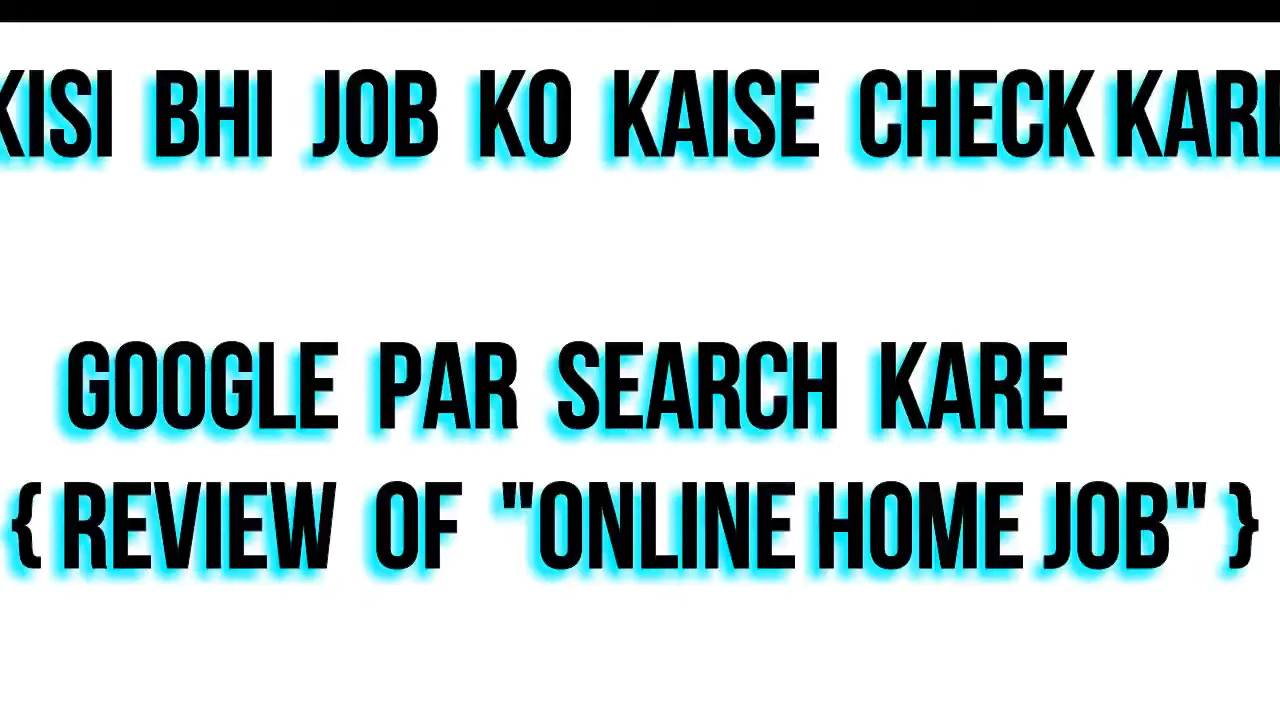 KISI BHI JOB KO KAISE CHECK KARE
GOOGLE PAR SEARCH KARE
{ REVIEW OF "ONLINE HOME JOB" }